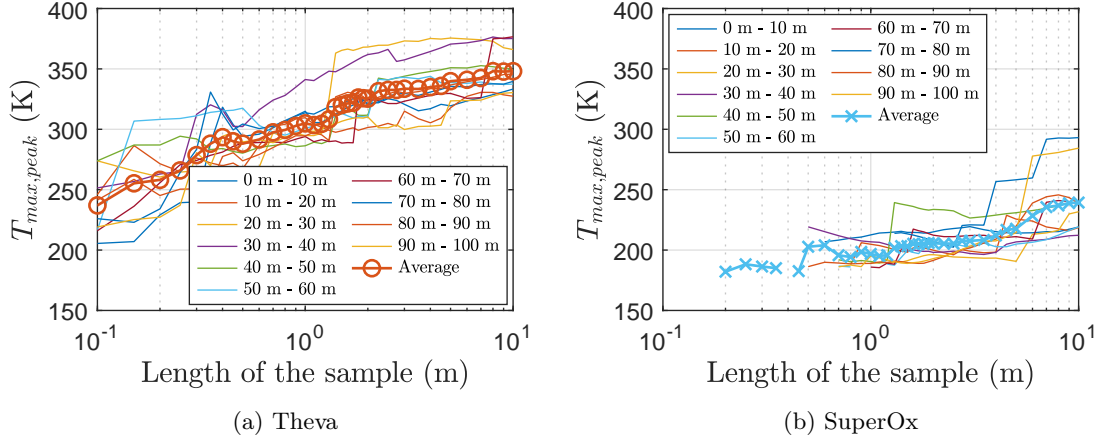 400
350
300
250
200
150
T_{max,peak} (K)
0 m - 10 m
10 m - 20 m
20 m - 30 m
30 m - 40 m
40 m - 50 m
50 m - 60 m
60 m - 70 m
70 m - 80 m
80 m - 90 m
90 m - 100 m
Average
10^{-1}
10^{0}
10^{1}
Length of the sample (m)
(a) Theva
400
350
300
250
200
150
T_{max,peak} (K)
0 m - 10 m
10 m - 20 m
20 m - 30 m
30 m - 40 m
40 m - 50 m
50 m - 60 m
60 m - 70 m
70 m - 80 m
80 m - 90 m
90 m - 100 m
Average
10^{-1}
10^{0}
10^{1}
Length of the sample (m)
(b) SuperOx